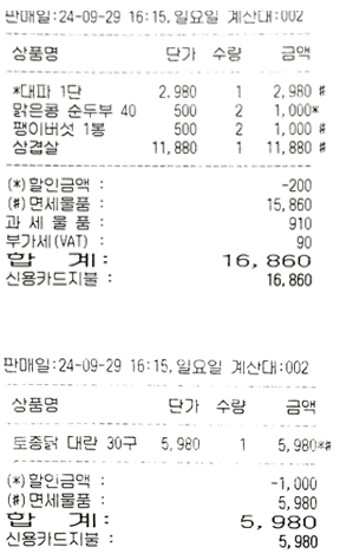 판매일:24-09-29 16:15,일요일 계산대:002
상품명 단가 수량 금액
*대파 1단 2,980 1 2,980 #
맑은콩 순두부 40 500 2 1,000*
팽이버섯 1봉 500 2 1,000 #
삼겹살 11,880 1 11,880 #
(*)할인금액 : -200
(#)면세물품 : 15,860
과 세 물 품 : 910
부가세(VAT) : 90
합 계: 16,860
신용카드지불 : 16,860
판매일:24-09-29 16:15,일요일 계산대:002
상품명 단가 수량 금액
토종닭 대란 30구 5,980 1 5,980*#
(*)할인금액 : -1,000
(#)면세물품 : 5,980
합 계: 5,980
신용카드지불 : 5,980